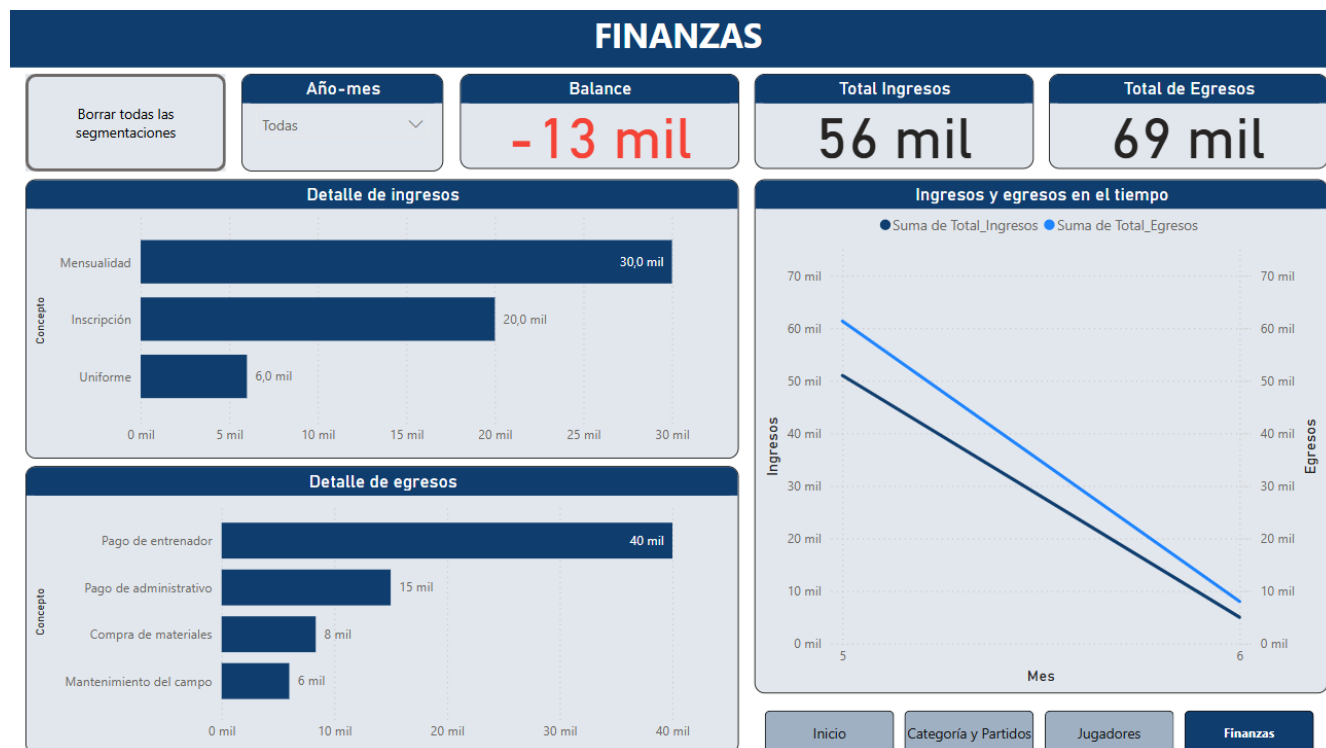 FINANZAS
Borrar todas las
segmentaciones
Año-mes
Todas
Balance
-13 mil
Total Ingresos
56 mil
Total de Egresos
69 mil
Detalle de ingresos
Concepto
Mensualidad
30,0 mil
Inscripción
20,0 mil
Uniforme
6,0 mil
0 mil 5 mil 10 mil 15 mil 20 mil 25 mil 30 mil
Detalle de egresos
Concepto
Pago de entrenador
40 mil
Pago de administrativo
15 mil
Compra de materiales
8 mil
Mantenimiento del campo
6 mil
0 mil 10 mil 20 mil 30 mil 40 mil
Ingresos y egresos en el tiempo
Suma de Total_Ingresos Suma de Total_Egresos
Ingresos
70 mil 70 mil
60 mil 60 mil
50 mil 50 mil
40 mil 40 mil
30 mil 30 mil
20 mil 20 mil
10 mil 10 mil
0 mil 0 mil
Egresos
5 6
Mes
Inicio
Categoría y Partidos
Jugadores
Finanzas